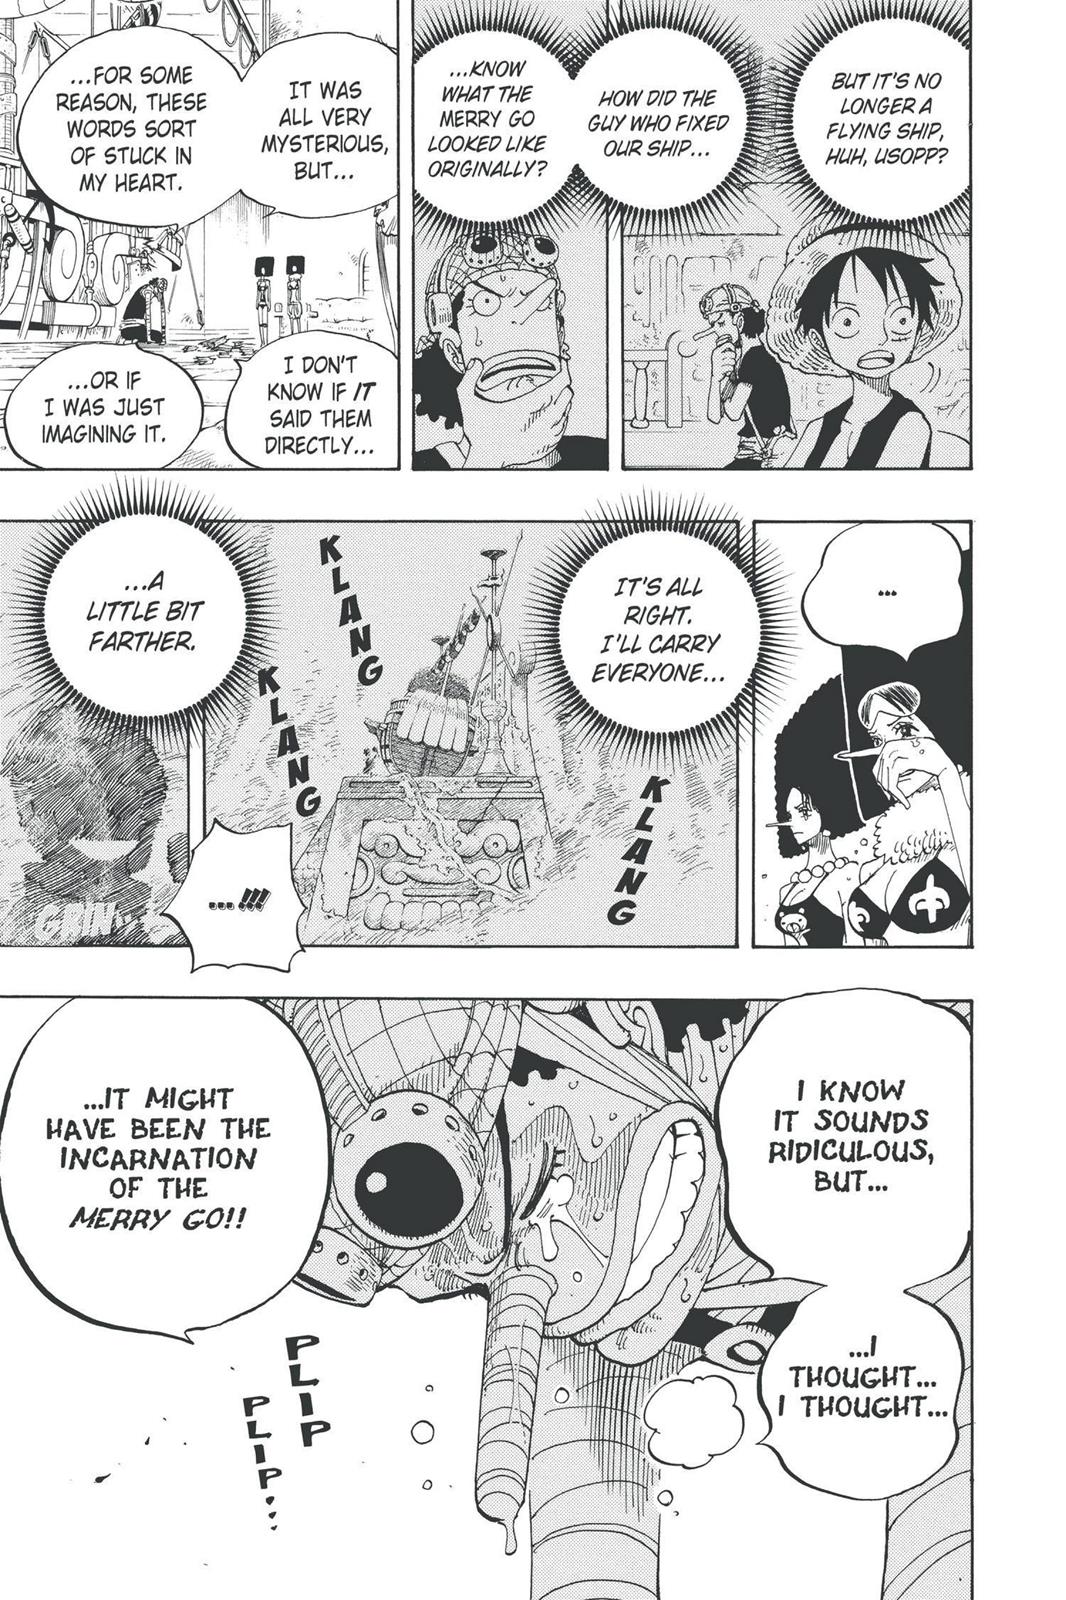 BUT IT'S NO
LONGER A
FLYING SHIP,
HUH, USOPP?
HOW DID THE
GUY WHO FIXED
OUR SHIP...
...KNOW
WHAT THE
MERRY GO
LOOKED LIKE
ORIGINALLY?
IT WAS
ALL VERY
MYSTERIOUS,
BUT...
...FOR SOME
REASON, THESE
WORDS SORT
OF STUCK IN
MY HEART.
I DON'T
KNOW IF IT
SAID THEM
DIRECTLY...
...OR IF
I WAS JUST
IMAGINING IT.
...
IT'S ALL
RIGHT.
I'LL CARRY
EVERYONE...
KLANG
KLANG
KLANG
...A
LITTLE BIT
FARTHER.
GRIN...
...!!!
I KNOW
IT SOUNDS
RIDICULOUS,
BUT...
...I
THOUGHT...
I THOUGHT...
...IT MIGHT
HAVE BEEN THE
INCARNATION
OF THE
MERRY GO!!
PLIP
PLIP...